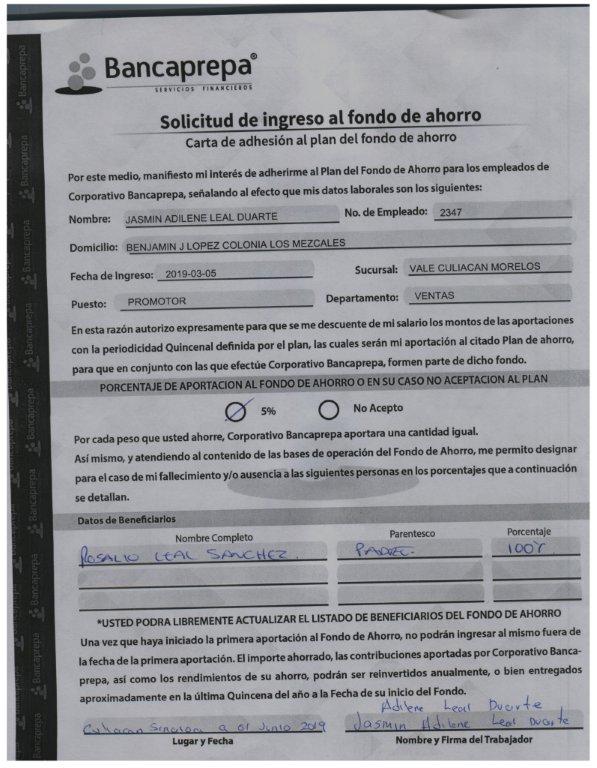 Bancaprepa®
SERVICIOS FINANCIEROS
Solicitud de ingreso al fondo de ahorro
Carta de adhesión al plan del fondo de ahorro
Por este medio, manifiesto mi interés de adherirme al Plan del Fondo de Ahorro para los empleados de
Corporativo Bancaprepa, señalando al efecto que mis datos laborales son los siguientes:
Nombre: JASMIN ADILENE LEAL DUARTE No. de Empleado: 2347
Domicilio: BENJAMIN J LOPEZ COLONIA LOS MEZCALES
Fecha de Ingreso: 2019-03-05 Sucursal: VALE CULIACAN MORELOS
Puesto: PROMOTOR Departamento: VENTAS
En esta razón autorizo expresamente para que se me descuente de mi salario los montos de las aportaciones
con la periodicidad Quincenal definida por el plan, las cuales serán mi aportación al citado Plan de ahorro,
para que en conjunto con las que efectúe Corporativo Bancaprepa, formen parte de dicho fondo.
PORCENTAJE DE APORTACION AL FONDO DE AHORRO O EN SU CASO NO ACEPTACION AL PLAN
5% No Acepto
Por cada peso que usted ahorre, Corporativo Bancaprepa aportara una cantidad igual.
Así mismo, y atendiendo al contenido de las bases de operación del Fondo de Ahorro, me permito designar
para el caso de mi fallecimiento y/o ausencia a las siguientes personas en los porcentajes que a continuación
se detallan.
Datos de Beneficiarios
Nombre Completo Parentesco Porcentaje
ROSALIO LEAL SANCHEZ. PADRE. 100%
*USTED PODRA LIBREMENTE ACTUALIZAR EL LISTADO DE BENEFICIARIOS DEL FONDO DE AHORRO
Una vez que haya iniciado la primera aportación al Fondo de Ahorro, no podrán ingresar al mismo fuera de
la fecha de la primera aportación. El importe ahorrado, las contribuciones aportadas por Corporativo Banca-
prepa, así como los rendimientos de su ahorro, podrán ser reinvertidos anualmente, o bien entregados
aproximadamente en la última Quincena del año a la Fecha de su inicio del Fondo.
Adilene Leal Duarte
Culiacan Sinaloa a 01 Junio 2019 Jasmin Adilene Leal Duarte
Lugar y Fecha Nombre y Firma del Trabajador